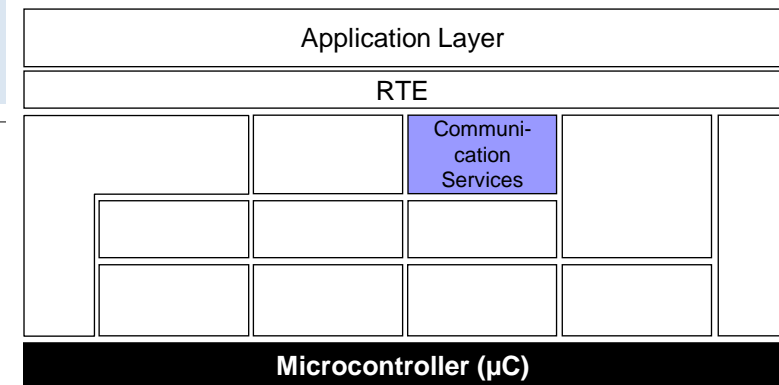 Application Layer
RTE
Communi-
cation
Services
Microcontroller (µC)